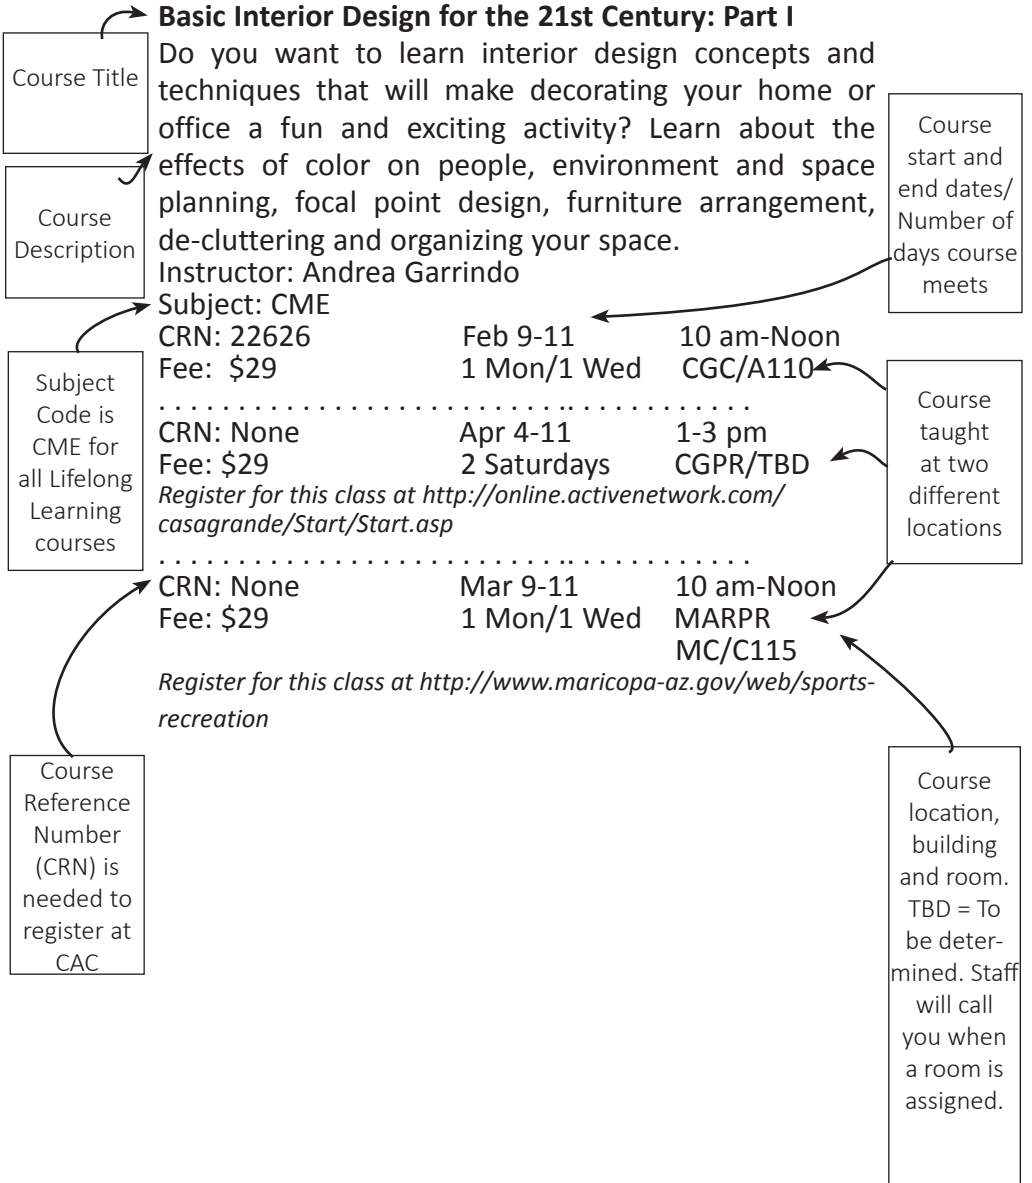 Basic Interior Design for the 21st Century: Part I
Do you want to learn interior design concepts and
techniques that will make decorating your home or
office a fun and exciting activity? Learn about the
effects of color on people, environment and space
planning, focal point design, furniture arrangement,
de-cluttering and organizing your space.
Instructor: Andrea Garrindo
Subject: CME
CRN: 22626 Feb 9-11 10 am-Noon
Fee: $29 1 Mon/1 Wed CGC/A110
. . . . . . . . . . . . . . . . . . . . . . . . . . .. . . . . . . . . . . . .
CRN: None Apr 4-11 1-3 pm
Fee: $29 2 Saturdays CGPR/TBD
Register for this class at http://online.activenetwork.com/
casagrande/Start/Start.asp
. . . . . . . . . . . . . . . . . . . . . . . . . . .. . . . . . . . . . . . .
CRN: None Mar 9-11 10 am-Noon
Fee: $29 1 Mon/1 Wed MARPR
MC/C115
Register for this class at http://www.maricopa-az.gov/web/sports-
recreation
Course Title
Course
Description
Subject
Code is
CME for
all Lifelong
Learning
courses
Course
Reference
Number
(CRN) is
needed to
register at
CAC
Course
start and
end dates/
Number of
days course
meets
Course
taught
at two
different
locations
Course
location,
building
and room.
TBD = To
be deter-
mined. Staff
will call
you when
a room is
assigned.